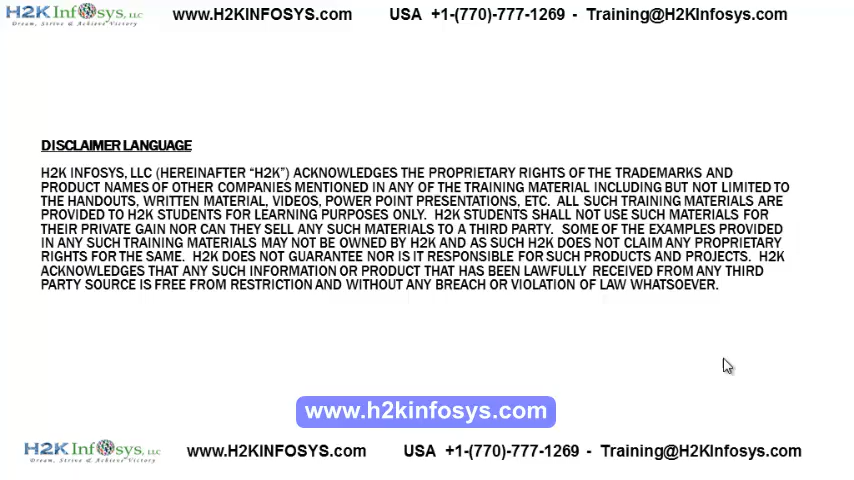 H2K Infosys, LLC
Dream, Strive & Achieve Victory
www.H2KINFOSYS.com USA +1-(770)-777-1269 - Training@H2KInfosys.com
DISCLAIMER LANGUAGE
H2K INFOSYS, LLC (HEREINAFTER “H2K”) ACKNOWLEDGES THE PROPRIETARY RIGHTS OF THE TRADEMARKS AND
PRODUCT NAMES OF OTHER COMPANIES MENTIONED IN ANY OF THE TRAINING MATERIAL INCLUDING BUT NOT LIMITED TO
THE HANDOUTS, WRITTEN MATERIAL, VIDEOS, POWER POINT PRESENTATIONS, ETC. ALL SUCH TRAINING MATERIALS ARE
PROVIDED TO H2K STUDENTS FOR LEARNING PURPOSES ONLY. H2K STUDENTS SHALL NOT USE SUCH MATERIALS FOR
THEIR PRIVATE GAIN NOR CAN THEY SELL ANY SUCH MATERIALS TO A THIRD PARTY. SOME OF THE EXAMPLES PROVIDED
IN ANY SUCH TRAINING MATERIALS MAY NOT BE OWNED BY H2K AND AS SUCH H2K DOES NOT CLAIM ANY PROPRIETARY
RIGHTS FOR THE SAME. H2K DOES NOT GUARANTEE NOR IS IT RESPONSIBLE FOR SUCH PRODUCTS AND PROJECTS. H2K
ACKNOWLEDGES THAT ANY SUCH INFORMATION OR PRODUCT THAT HAS BEEN LAWFULLY RECEIVED FROM ANY THIRD
PARTY SOURCE IS FREE FROM RESTRICTION AND WITHOUT ANY BREACH OR VIOLATION OF LAW WHATSOEVER.
www.h2kinfosys.com
H2K Infosys, LLC
Dream, Strive & Achieve Victory
www.H2KINFOSYS.com USA +1-(770)-777-1269 - Training@H2KInfosys.com